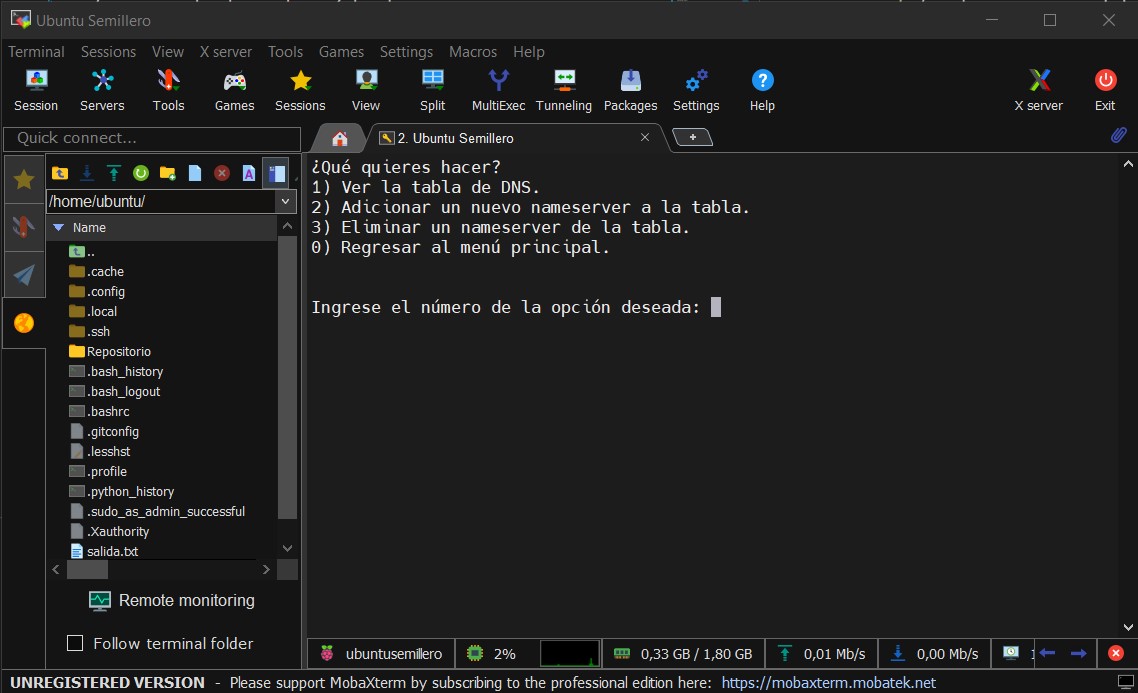 Ubuntu Semillero
Terminal Sessions View X server Tools Games Settings Macros Help
Session Servers Tools Games Sessions View Split MultiExec Tunneling Packages Settings Help X server Exit
Quick connect...
2. Ubuntu Semillero
/home/ubuntu/
Name
..
.cache
.config
.local
.ssh
Repositorio
.bash_history
.bash_logout
.bashrc
.gitconfig
.lesshst
.profile
.python_history
.sudo_as_admin_successful
.Xauthority
salida.txt
Remote monitoring
Follow terminal folder
¿Qué quieres hacer?
1) Ver la tabla de DNS.
2) Adicionar un nuevo nameserver a la tabla.
3) Eliminar un nameserver de la tabla.
0) Regresar al menú principal.
Ingrese el número de la opción deseada:
ubuntusemillero 2% 0,33 GB / 1,80 GB 0,01 Mb/s 0,00 Mb/s
UNREGISTERED VERSION - Please support MobaXterm by subscribing to the professional edition here: https://mobaxterm.mobatek.net